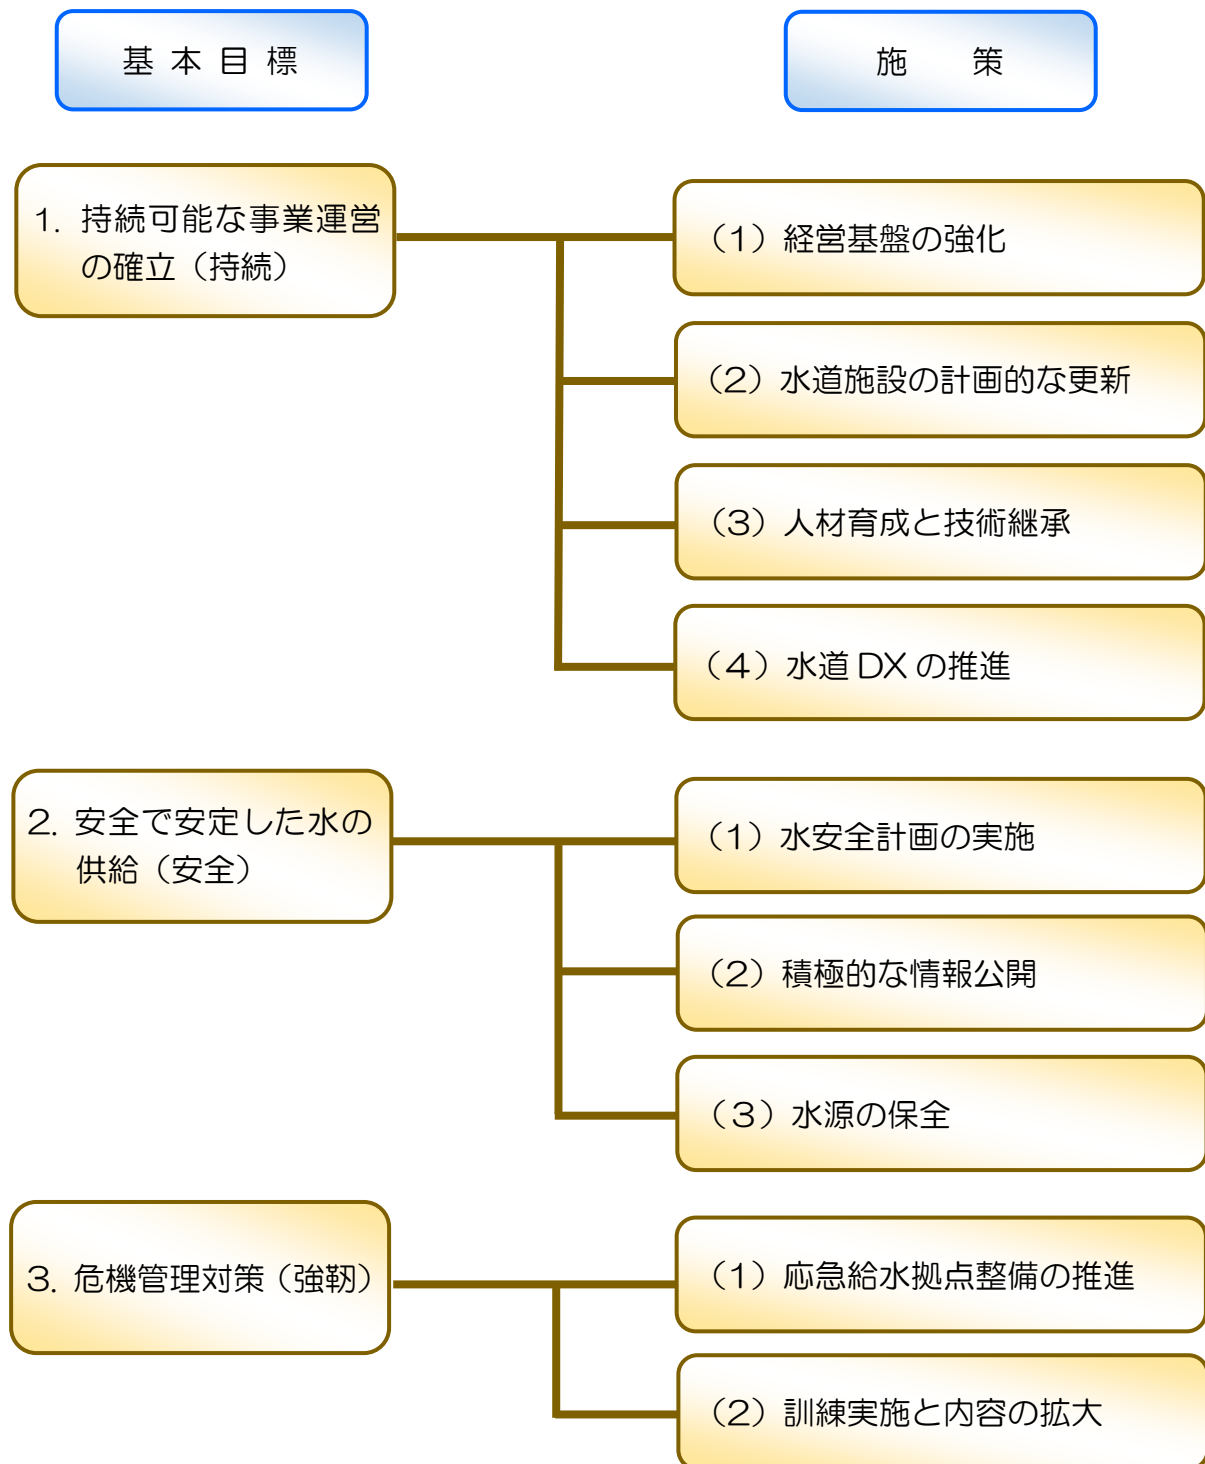 基本目標
施策
1. 持続可能な事業運営
の確立（持続）
（1）経営基盤の強化
（2）水道施設の計画的な更新
（3）人材育成と技術継承
（4）水道 DX の推進
2. 安全で安定した水の
供給（安全）
（1）水安全計画の実施
（2）積極的な情報公開
（3）水源の保全
3. 危機管理対策（強靭）
（1）応急給水拠点整備の推進
（2）訓練実施と内容の拡大